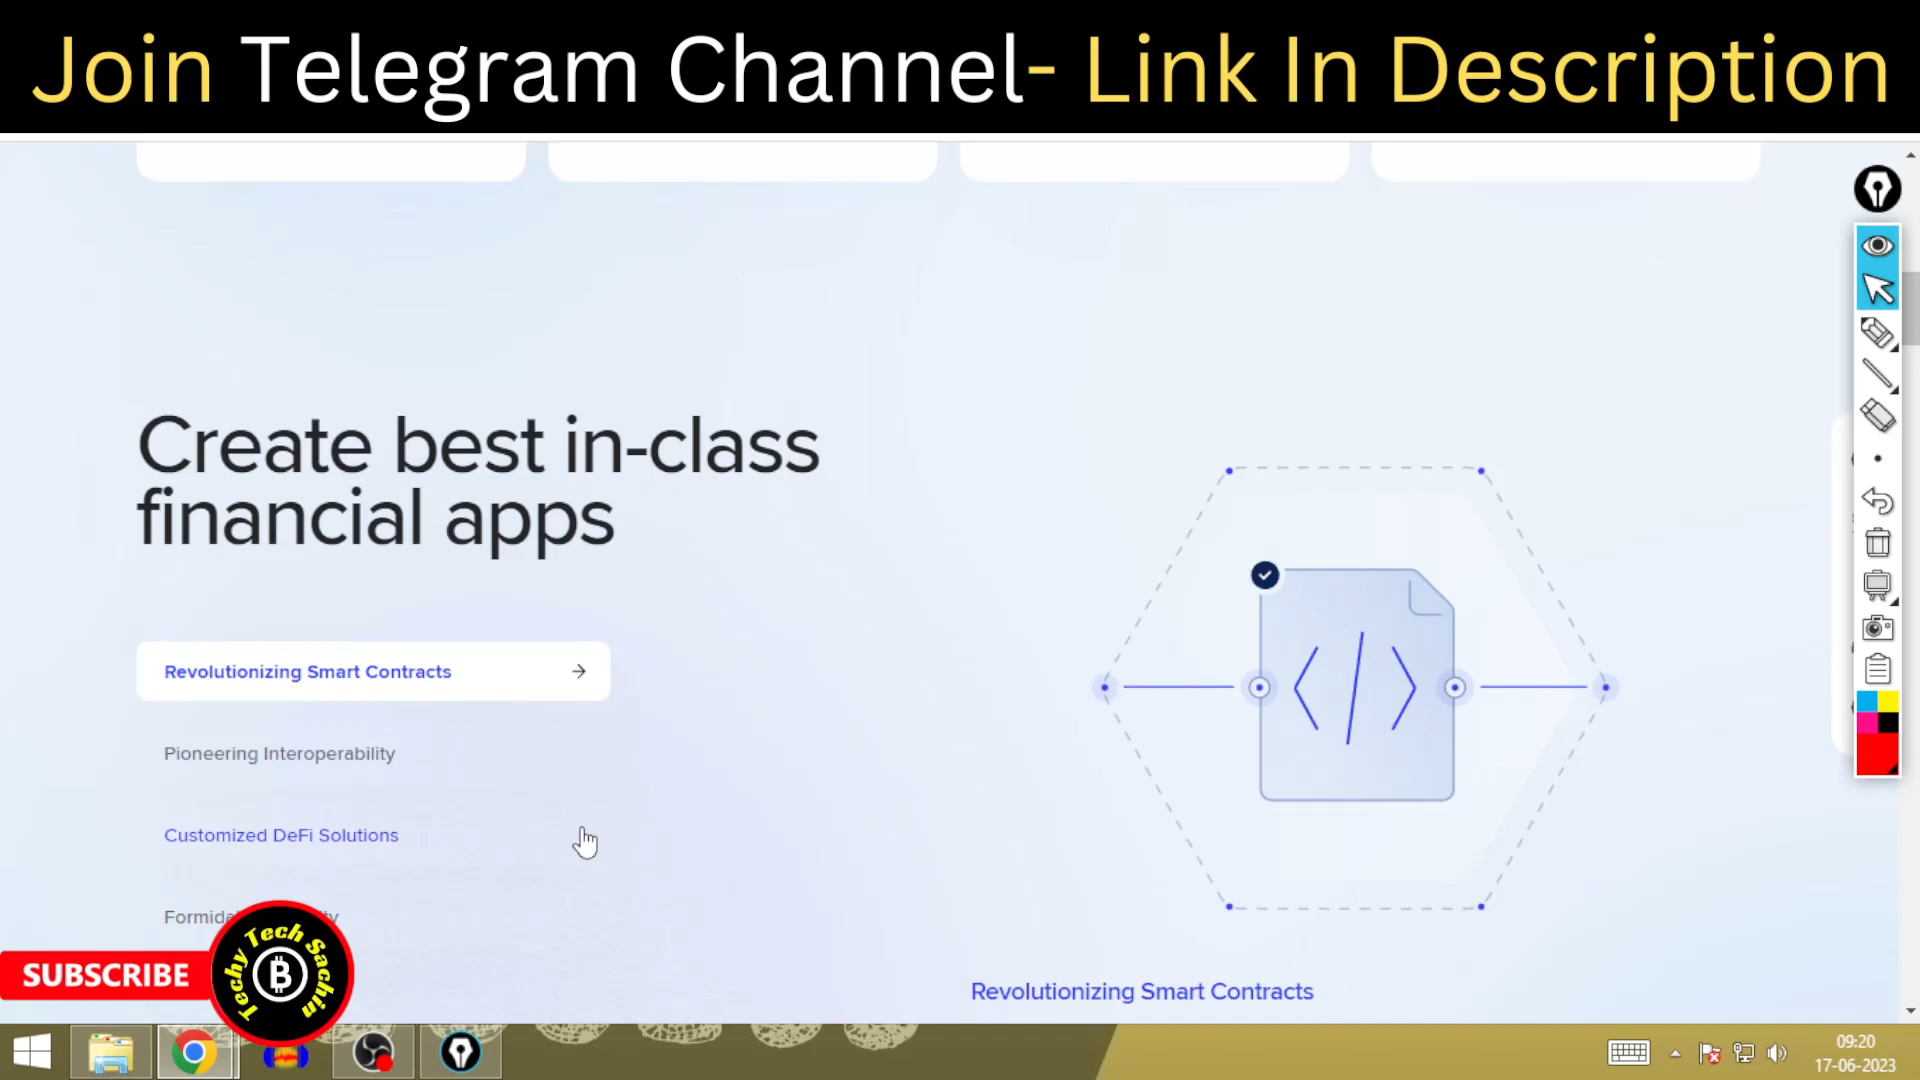 Join Telegram Channel- Link In Description
Create best in-class
financial apps
Revolutionizing Smart Contracts
Pioneering Interoperability
Customized DeFi Solutions
Revolutionizing Smart Contracts
SUBSCRIBE
Techy Tech Sachin
09:20
17-06-2023